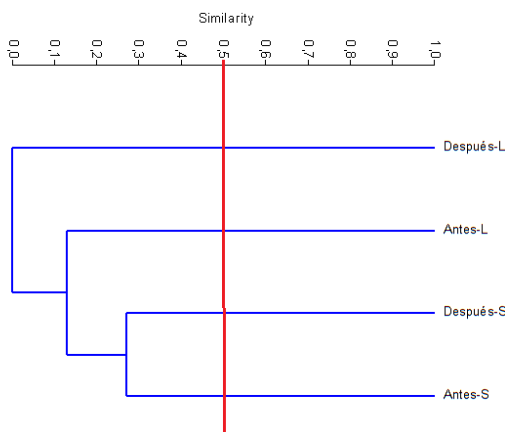 Similarity
0,0 0,1 0,2 0,3 0,4 0,5 0,6 0,7 0,8 0,9 1,0
Después-L
Antes-L
Después-S
Antes-S